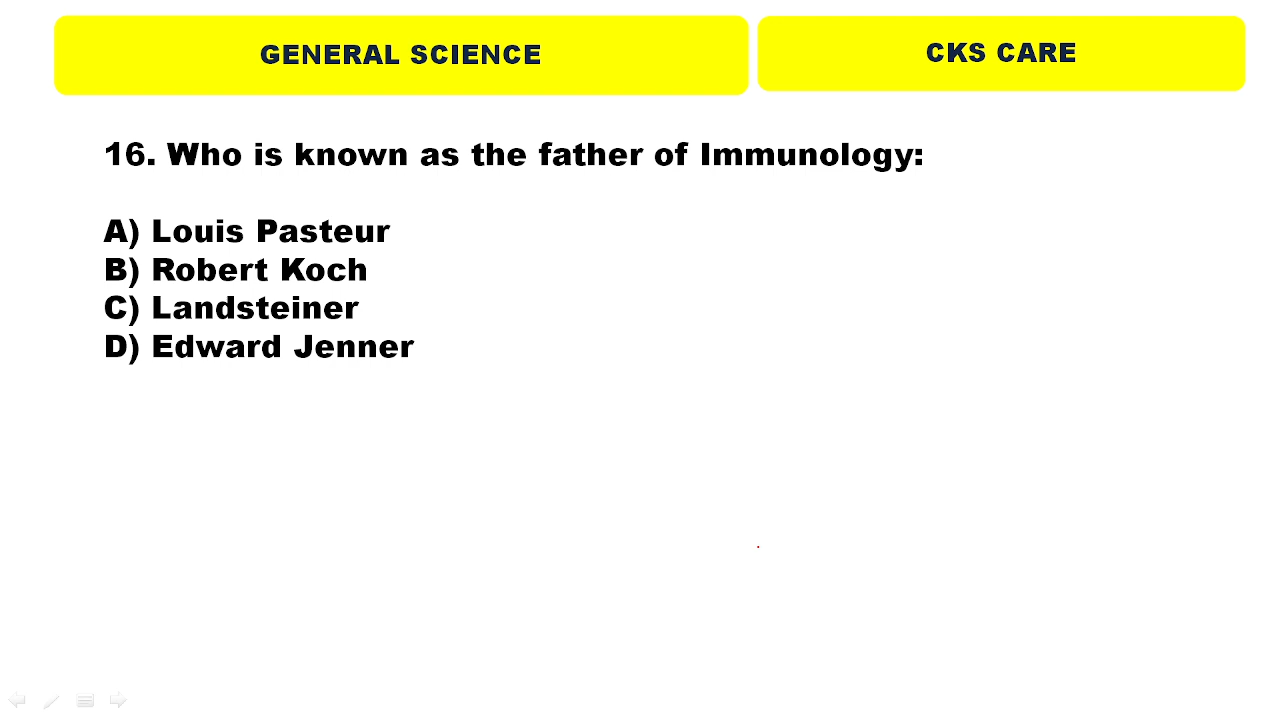 GENERAL SCIENCE
CKS CARE
16. Who is known as the father of Immunology:
A) Louis Pasteur
B) Robert Koch
C) Landsteiner
D) Edward Jenner